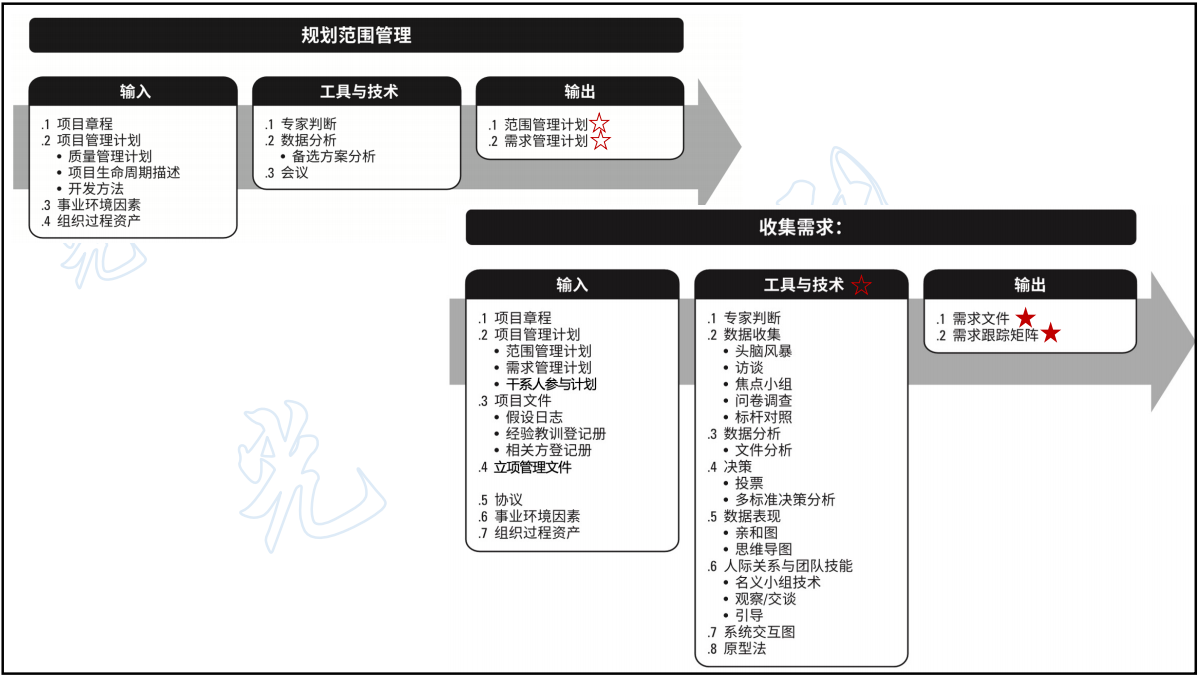 规划范围管理
输入
.1 项目章程
.2 项目管理计划
• 质量管理计划
• 项目生命周期描述
• 开发方法
.3 事业环境因素
.4 组织过程资产
工具与技术
.1 专家判断
.2 数据分析
• 备选方案分析
.3 会议
输出
.1 范围管理计划
.2 需求管理计划
收集需求：
输入
.1 项目章程
.2 项目管理计划
• 范围管理计划
• 需求管理计划
• 干系人参与计划
.3 项目文件
• 假设日志
• 经验教训登记册
• 相关方登记册
.4 立项管理文件
.5 协议
.6 事业环境因素
.7 组织过程资产
工具与技术
.1 专家判断
.2 数据收集
• 头脑风暴
• 访谈
• 焦点小组
• 问卷调查
• 标杆对照
.3 数据分析
• 文件分析
.4 决策
• 投票
• 多标准决策分析
.5 数据表现
• 亲和图
• 思维导图
.6 人际关系与团队技能
• 名义小组技术
• 观察/交谈
• 引导
.7 系统交互图
.8 原型法
输出
.1 需求文件
.2 需求跟踪矩阵